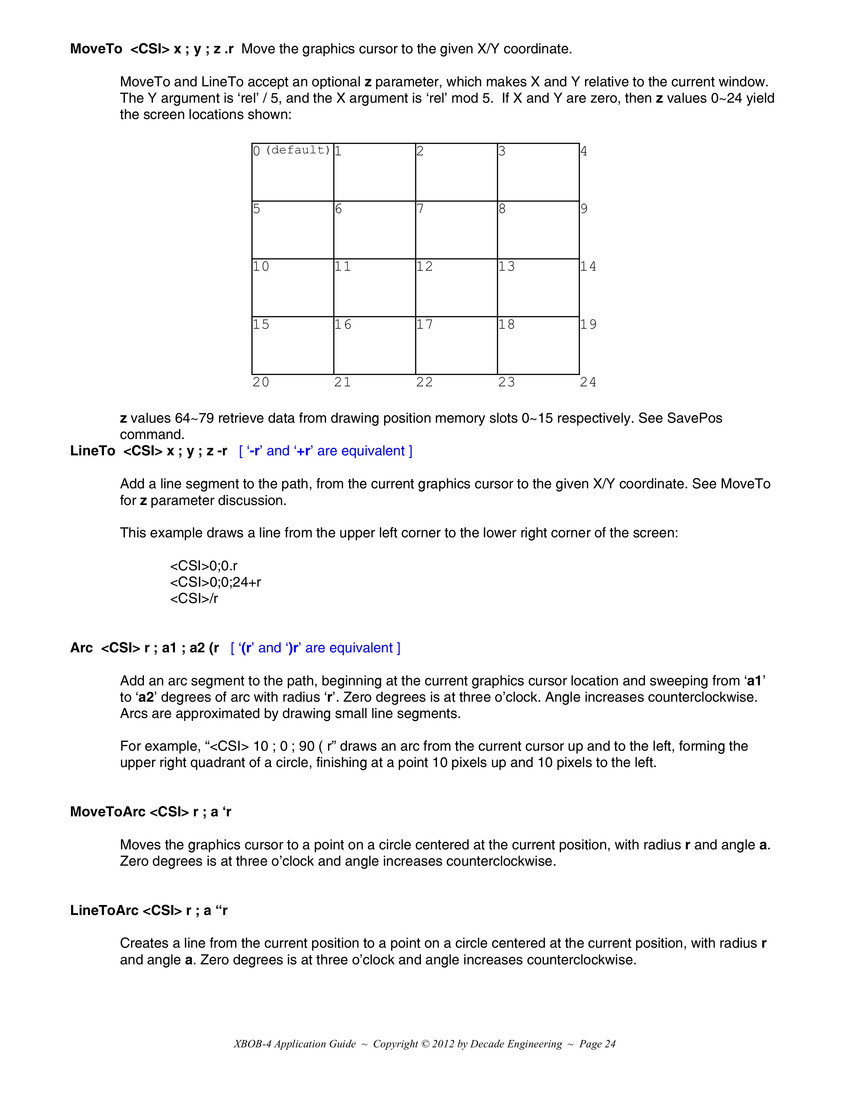 MoveTo <CSI> x ; y ; z .r Move the graphics cursor to the given X/Y coordinate.
MoveTo and LineTo accept an optional z parameter, which makes X and Y relative to the current window.
The Y argument is ‘rel’ / 5, and the X argument is ‘rel’ mod 5. If X and Y are zero, then z values 0~24 yield
the screen locations shown:
0 (default) 1 2 3 4
5 6 7 8 9
10 11 12 13 14
15 16 17 18 19
20 21 22 23 24
z values 64~79 retrieve data from drawing position memory slots 0~15 respectively. See SavePos
command.
LineTo <CSI> x ; y ; z -r [ ‘-r’ and ‘+r’ are equivalent ]
Add a line segment to the path, from the current graphics cursor to the given X/Y coordinate. See MoveTo
for z parameter discussion.
This example draws a line from the upper left corner to the lower right corner of the screen:
<CSI>0;0.r
<CSI>0;0;24+r
<CSI>/r
Arc <CSI> r ; a1 ; a2 (r [ ‘(r’ and ‘)r’ are equivalent ]
Add an arc segment to the path, beginning at the current graphics cursor location and sweeping from ‘a1’
to ‘a2’ degrees of arc with radius ‘r’. Zero degrees is at three o’clock. Angle increases counterclockwise.
Arcs are approximated by drawing small line segments.
For example, “<CSI> 10 ; 0 ; 90 ( r” draws an arc from the current cursor up and to the left, forming the
upper right quadrant of a circle, finishing at a point 10 pixels up and 10 pixels to the left.
MoveToArc <CSI> r ; a ‘r
Moves the graphics cursor to a point on a circle centered at the current position, with radius r and angle a.
Zero degrees is at three o’clock and angle increases counterclockwise.
LineToArc <CSI> r ; a “r
Creates a line from the current position to a point on a circle centered at the current position, with radius r
and angle a. Zero degrees is at three o’clock and angle increases counterclockwise.
XBOB-4 Application Guide ~ Copyright © 2012 by Decade Engineering ~ Page 24